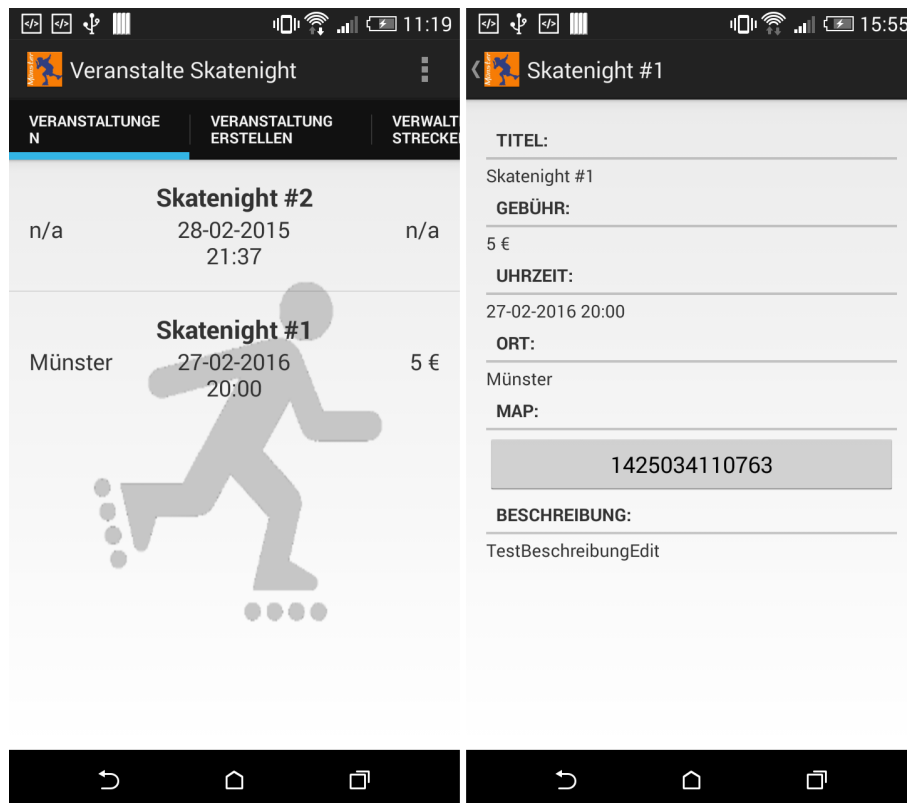 11:19
Veranstalte Skatenight
VERANSTALTUNGE
N
VERANSTALTUNG
ERSTELLEN
VERWALT
STRECKE
Skatenight #2
n/a 28-02-2015 n/a
21:37
Skatenight #1
Münster 27-02-2016 5 €
20:00
15:55
Münster Skatenight #1
TITEL:
Skatenight #1
GEBÜHR:
5 €
UHRZEIT:
27-02-2016 20:00
ORT:
Münster
MAP:
1425034110763
BESCHREIBUNG:
TestBeschreibungEdit